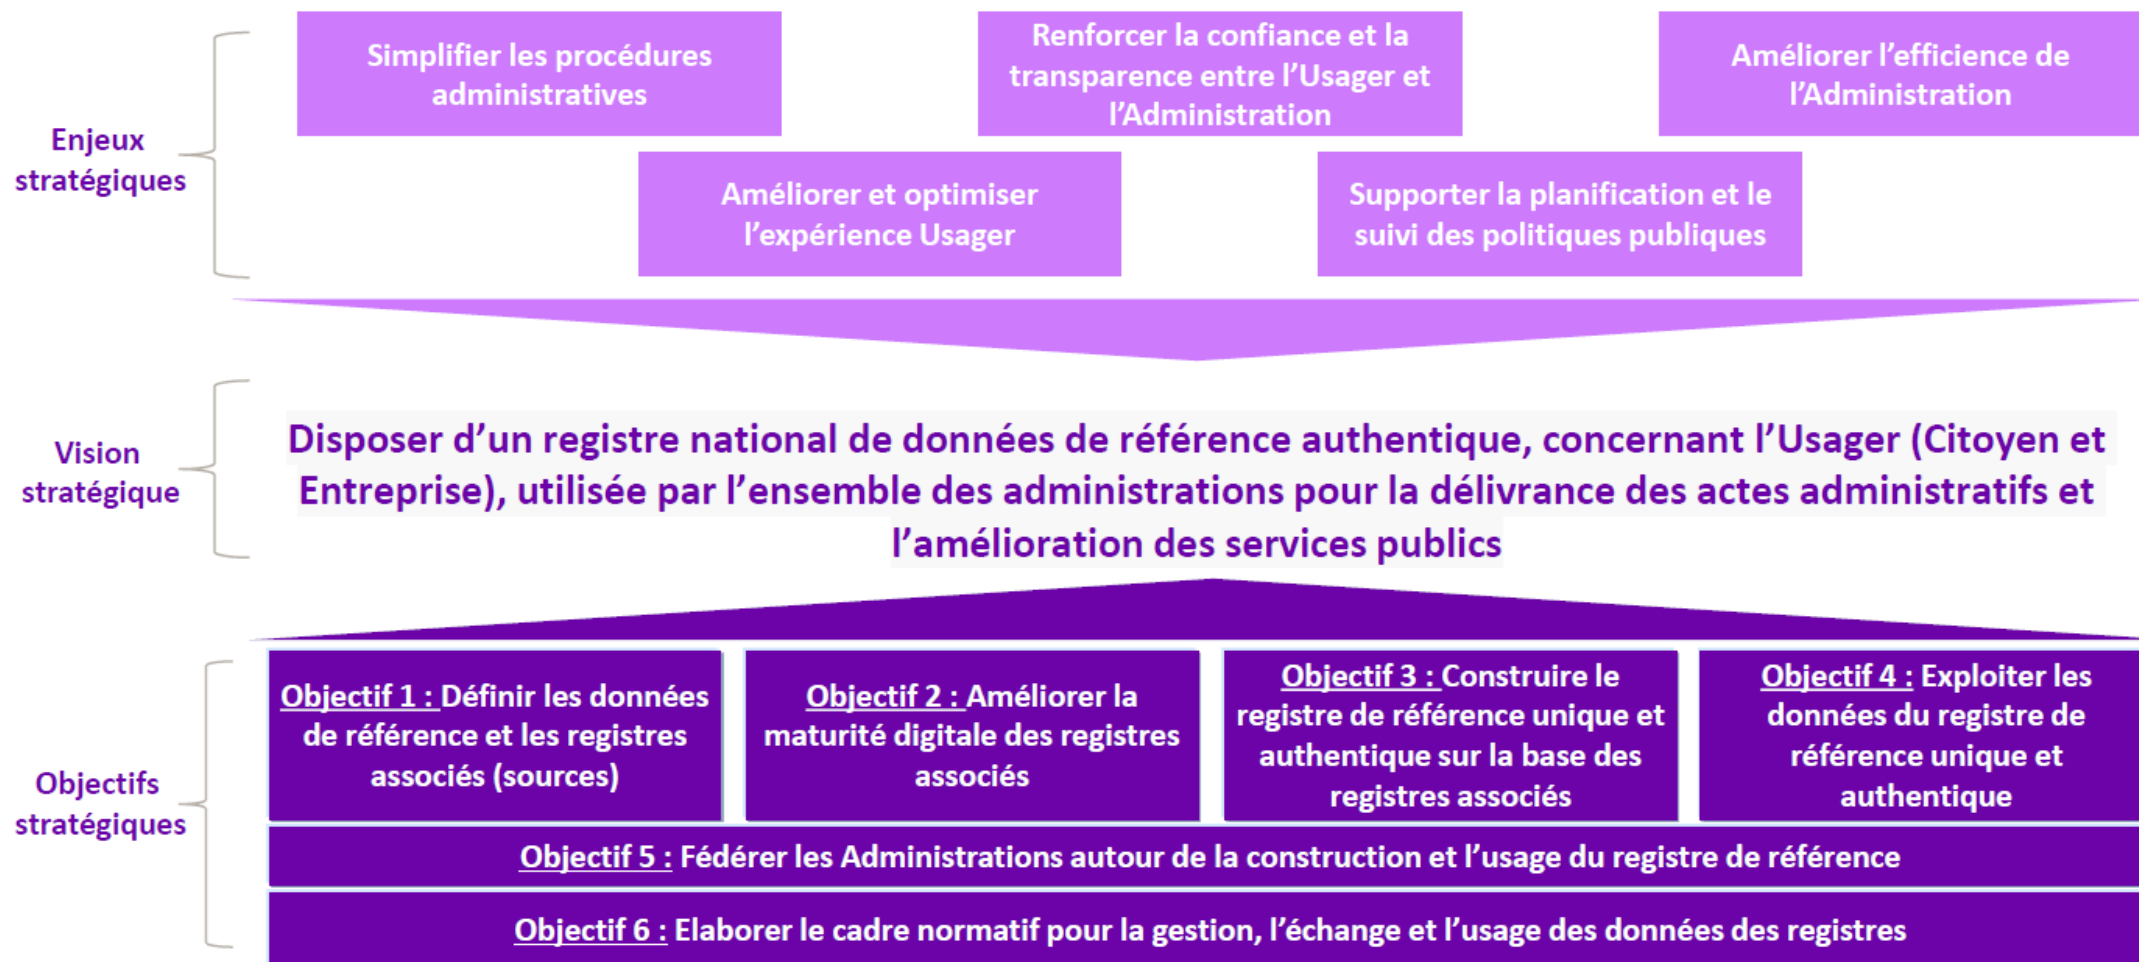 Enjeux
stratégiques
Simplifier les procédures
administratives
Renforcer la confiance et la
transparence entre l’Usager et
l’Administration
Améliorer l’efficience de
l’Administration
Améliorer et optimiser
l’expérience Usager
Supporter la planification et le
suivi des politiques publiques
Vision
stratégique
Disposer d’un registre national de données de référence authentique, concernant l’Usager (Citoyen et
Entreprise), utilisée par l’ensemble des administrations pour la délivrance des actes administratifs et
l’amélioration des services publics
Objectifs
stratégiques
Objectif 1 : Définir les données
de référence et les registres
associés (sources)
Objectif 2 : Améliorer la
maturité digitale des registres
associés
Objectif 3 : Construire le
registre de référence unique et
authentique sur la base des
registres associés
Objectif 4 : Exploiter les
données du registre de
référence unique et
authentique
Objectif 5 : Fédérer les Administrations autour de la construction et l’usage du registre de référence
Objectif 6 : Elaborer le cadre normatif pour la gestion, l’échange et l’usage des données des registres